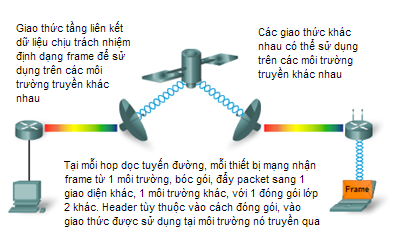 Giao thức tầng liên kết
dữ liệu chịu trách nhiệm
định dạng frame để sử
dụng trên các môi
trường truyền khác
nhau
Các giao thức khác
nhau có thể sử dụng
trên các môi trường
truyền khác nhau
Tại mỗi hop dọc tuyến đường, mỗi thiết bị mạng nhận
frame từ 1 môi trường, bóc gói, đẩy packet sang 1
giao diện khác, 1 môi trường khác, với 1 đóng gói lớp
2 khác. Header tùy thuộc vào cách đóng gói, vào
giao thức được sử dụng tại môi trường nó truyền qua
Frame